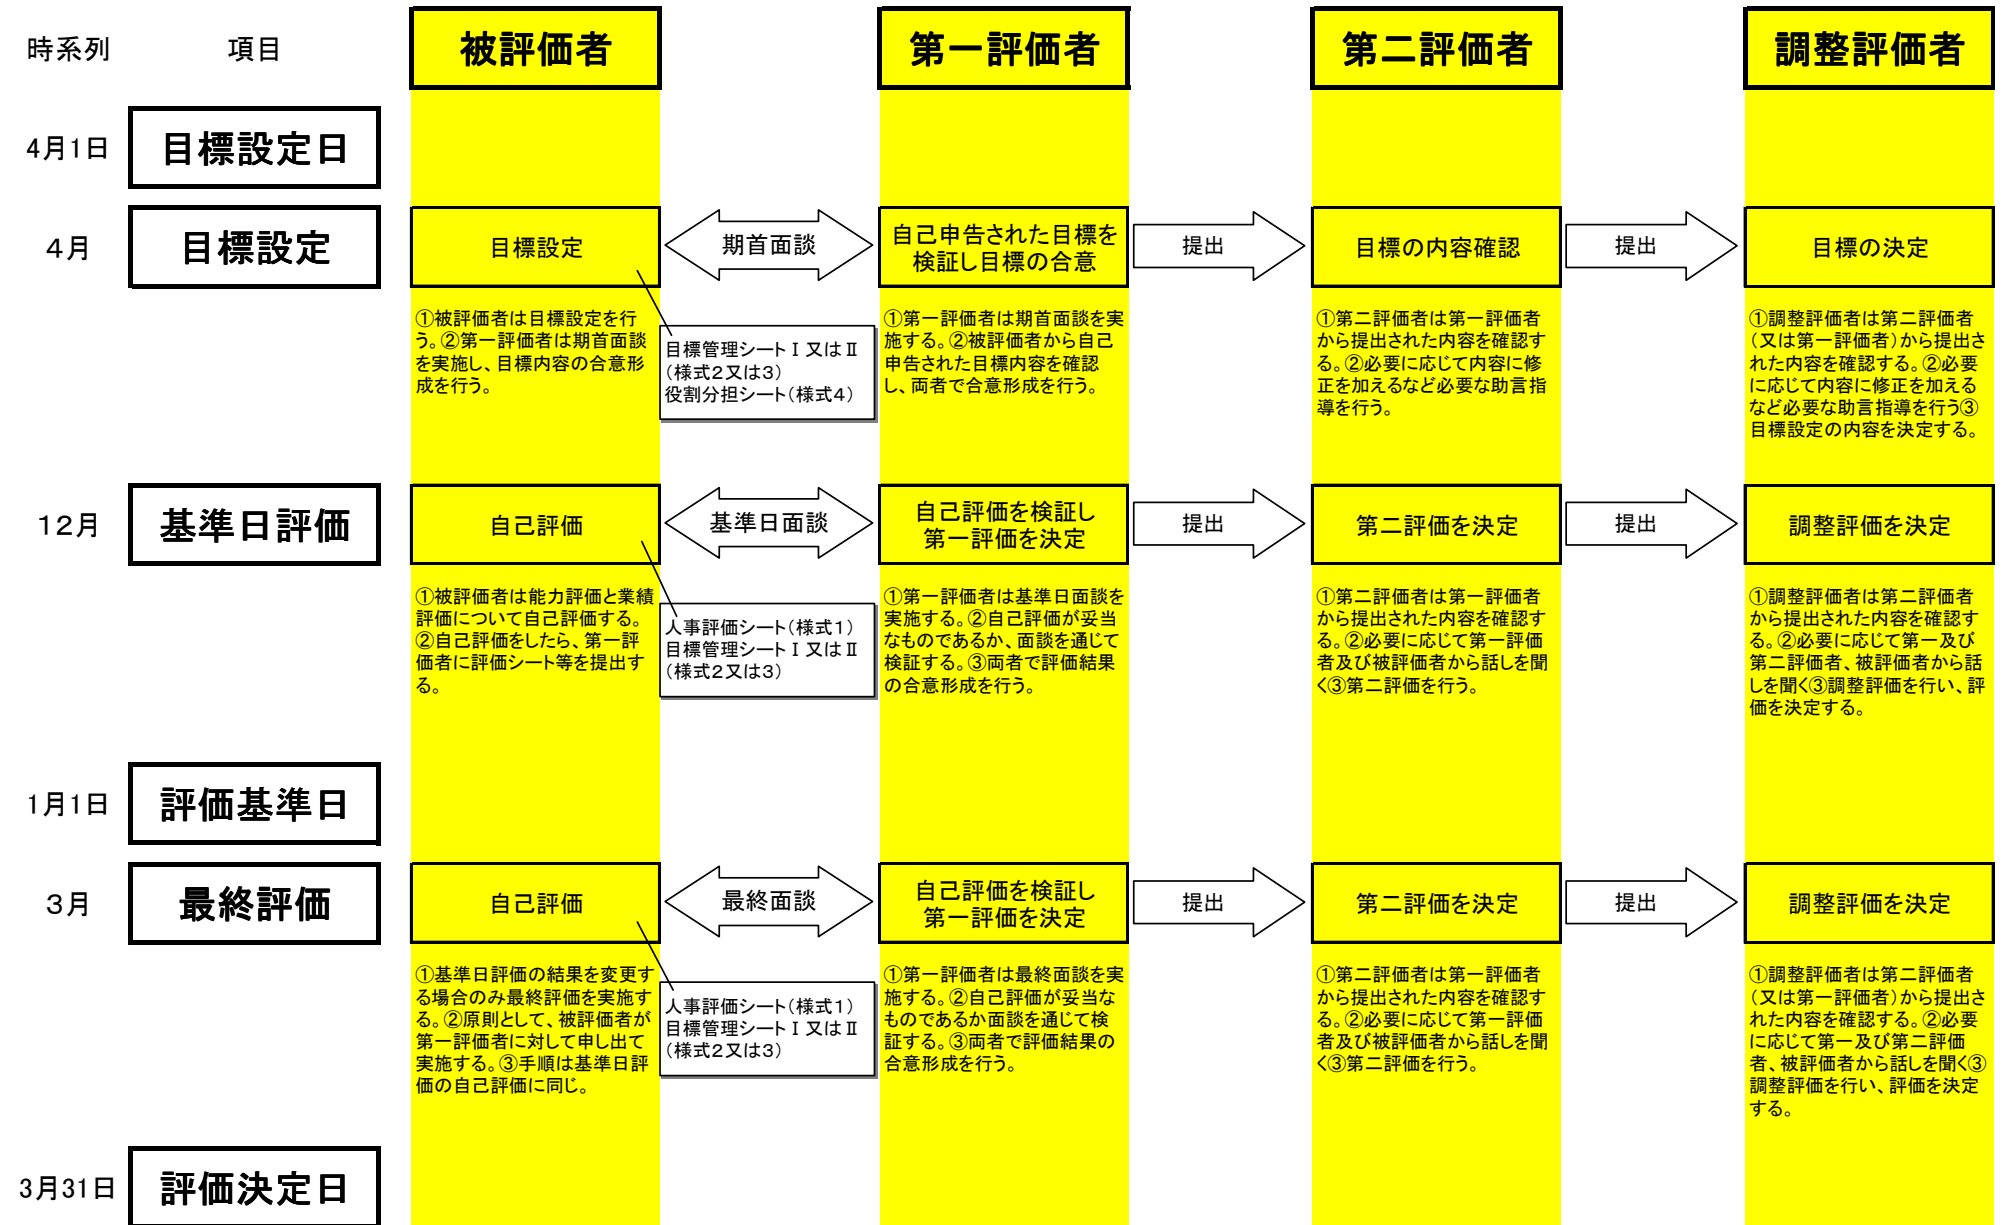 時系列
項目
被評価者
第一評価者
第二評価者
調整評価者
4月1日
目標設定日
4月
目標設定
目標設定
期首面談
自己申告された目標を
検証し目標の合意
提出
目標の内容確認
提出
目標の決定
①被評価者は目標設定を行
う。②第一評価者は期首面談
を実施し、目標内容の合意形
成を行う。
目標管理シートⅠ又はⅡ
(様式2又は3)
役割分担シート(様式4)
①第一評価者は期首面談を実
施する。②被評価者から自己
申告された目標内容を確認
し、両者で合意形成を行う。
①第二評価者は第一評価者
から提出された内容を確認す
る。②必要に応じて内容に修
正を加えるなど必要な助言指
導を行う。
①調整評価者は第二評価者
(又は第一評価者)から提出さ
れた内容を確認する。②必要
に応じて内容に修正を加える
など必要な助言指導を行う③
目標設定の内容を決定する。
12月
基準日評価
自己評価
基準日面談
自己評価を検証し
第一評価を決定
提出
第二評価を決定
提出
調整評価を決定
①被評価者は能力評価と業績
評価について自己評価する。
②自己評価をしたら、第一評
価者に評価シート等を提出す
る。
人事評価シート(様式1)
目標管理シートⅠ又はⅡ
(様式2又は3)
①第一評価者は基準日面談を
実施する。②自己評価が妥当
なものであるか、面談を通じて
検証する。③両者で評価結果
の合意形成を行う。
①第二評価者は第一評価者
から提出された内容を確認す
る。②必要に応じて第一評価
者及び被評価者から話しを聞
く③第二評価を行う。
①調整評価者は第二評価者
から提出された内容を確認す
る。②必要に応じて第一及び
第二評価者、被評価者から話
しを聞く③調整評価を行い、評
価を決定する。
1月1日
評価基準日
3月
最終評価
自己評価
最終面談
自己評価を検証し
第一評価を決定
提出
第二評価を決定
提出
調整評価を決定
①基準日評価の結果を変更す
る場合のみ最終評価を実施す
る。②原則として、被評価者が
第一評価者に対して申し出て
実施する。③手順は基準日評
価の自己評価に同じ。
人事評価シート(様式1)
目標管理シートⅠ又はⅡ
(様式2又は3)
①第一評価者は最終面談を実
施する。②自己評価が妥当な
ものであるか面談を通じて検
証する。③両者で評価結果の
合意形成を行う。
①第二評価者は第一評価者
から提出された内容を確認す
る。②必要に応じて第一評価
者及び被評価者から話しを聞
く③第二評価を行う。
①調整評価者は第二評価者
(又は第一評価者)から提出さ
れた内容を確認する。②必要
に応じて第一及び第二評価
者、被評価者から話しを聞く③
調整評価を行い、評価を決定
する。
3月31日
評価決定日